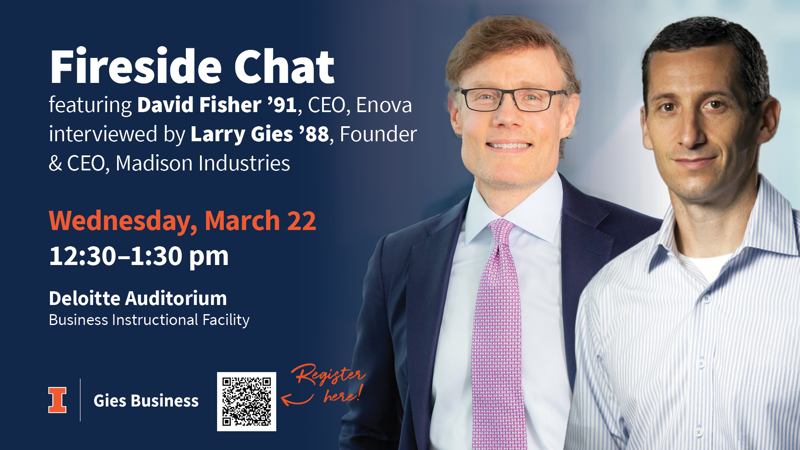 Fireside Chat
featuring David Fisher ’91, CEO, Enova
interviewed by Larry Gies ’88, Founder
& CEO, Madison Industries
Wednesday, March 22
12:30–1:30 pm
Deloitte Auditorium
Business Instructional Facility
I
Gies Business
Register
here!